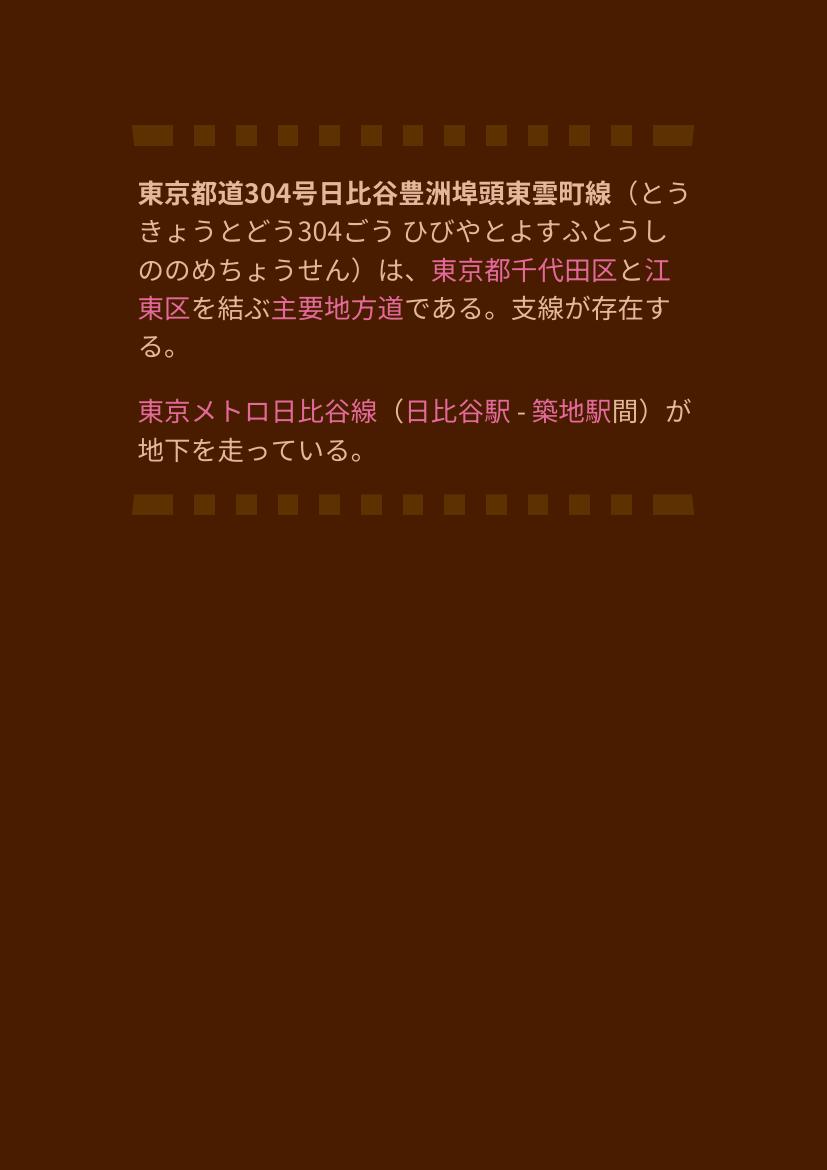 東京都道304号日比谷豊洲埠頭東雲町線（とう
きょうとどう304ごう ひびやとよすふとうし
ののめちょうせん）は、東京都千代田区と江
東区を結ぶ主要地方道である。支線が存在す
る。
東京メトロ日比谷線（日比谷駅 - 築地駅間）が
地下を走っている。